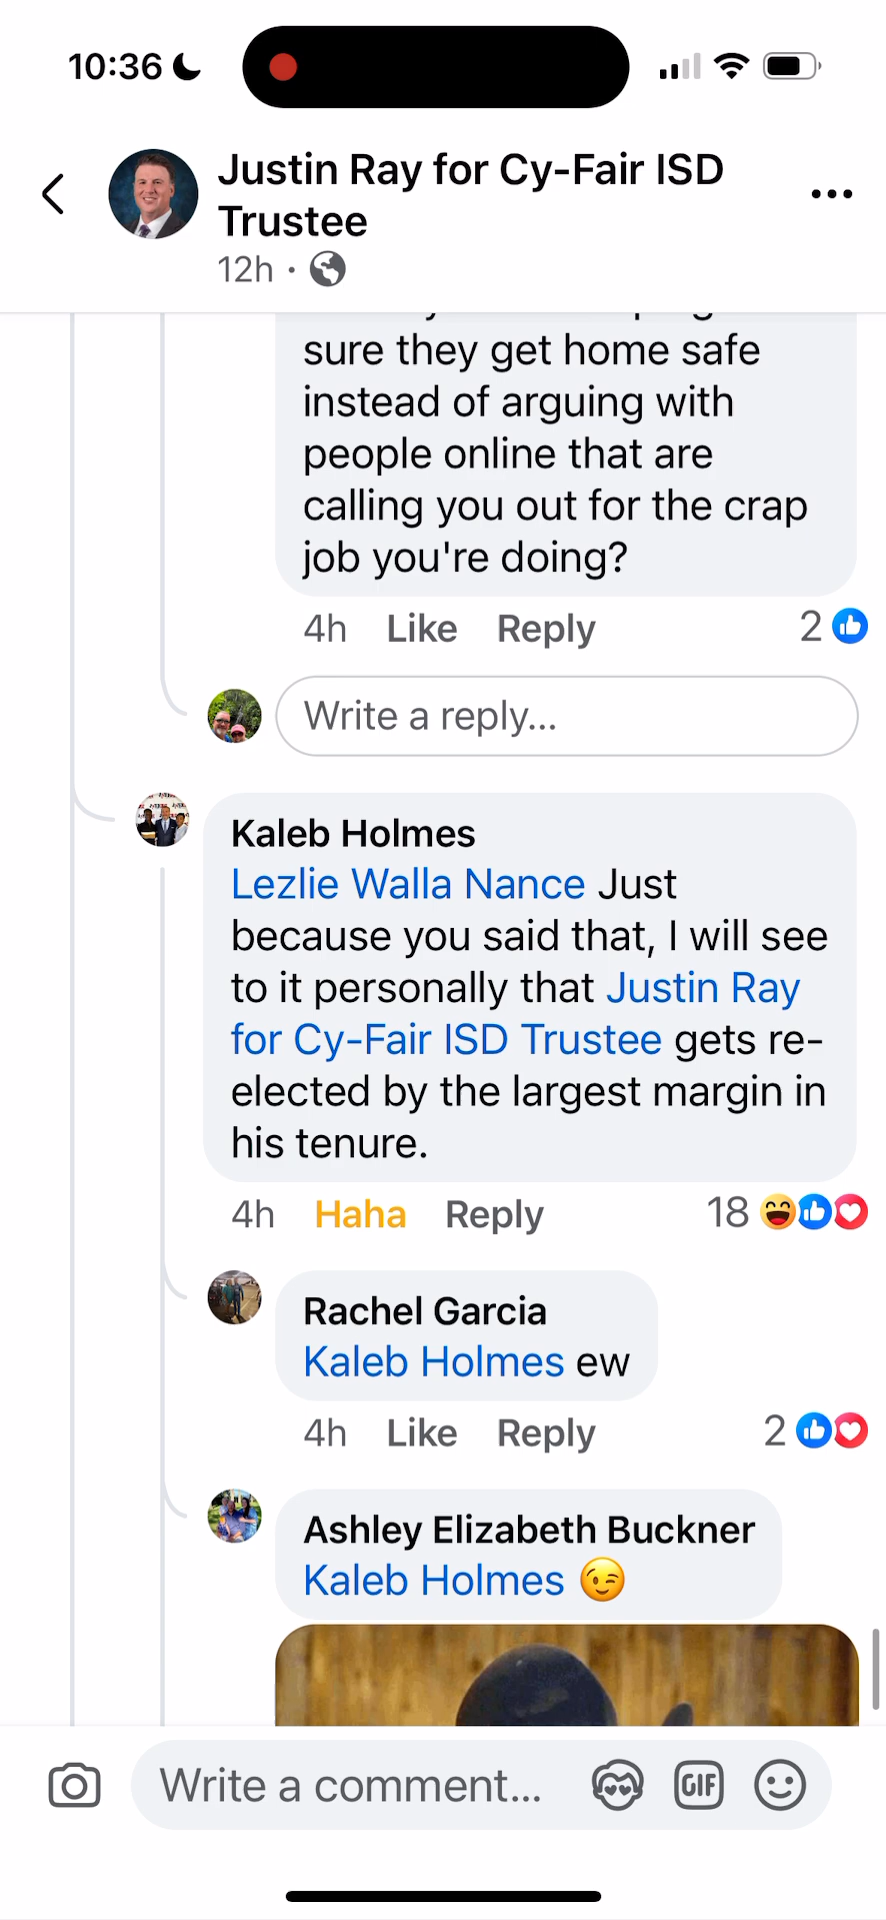 10:36
Justin Ray for Cy-Fair ISD
Trustee
12h ·
sure they get home safe
instead of arguing with
people online that are
calling you out for the crap
job you're doing?
4h Like Reply 2
Write a reply...
Kaleb Holmes
Lezlie Walla Nance Just
because you said that, I will see
to it personally that Justin Ray
for Cy-Fair ISD Trustee gets re-
elected by the largest margin in
his tenure.
4h Haha Reply 18
Rachel Garcia
Kaleb Holmes ew
4h Like Reply 2
Ashley Elizabeth Buckner
Kaleb Holmes 😉
Write a comment...
GIF